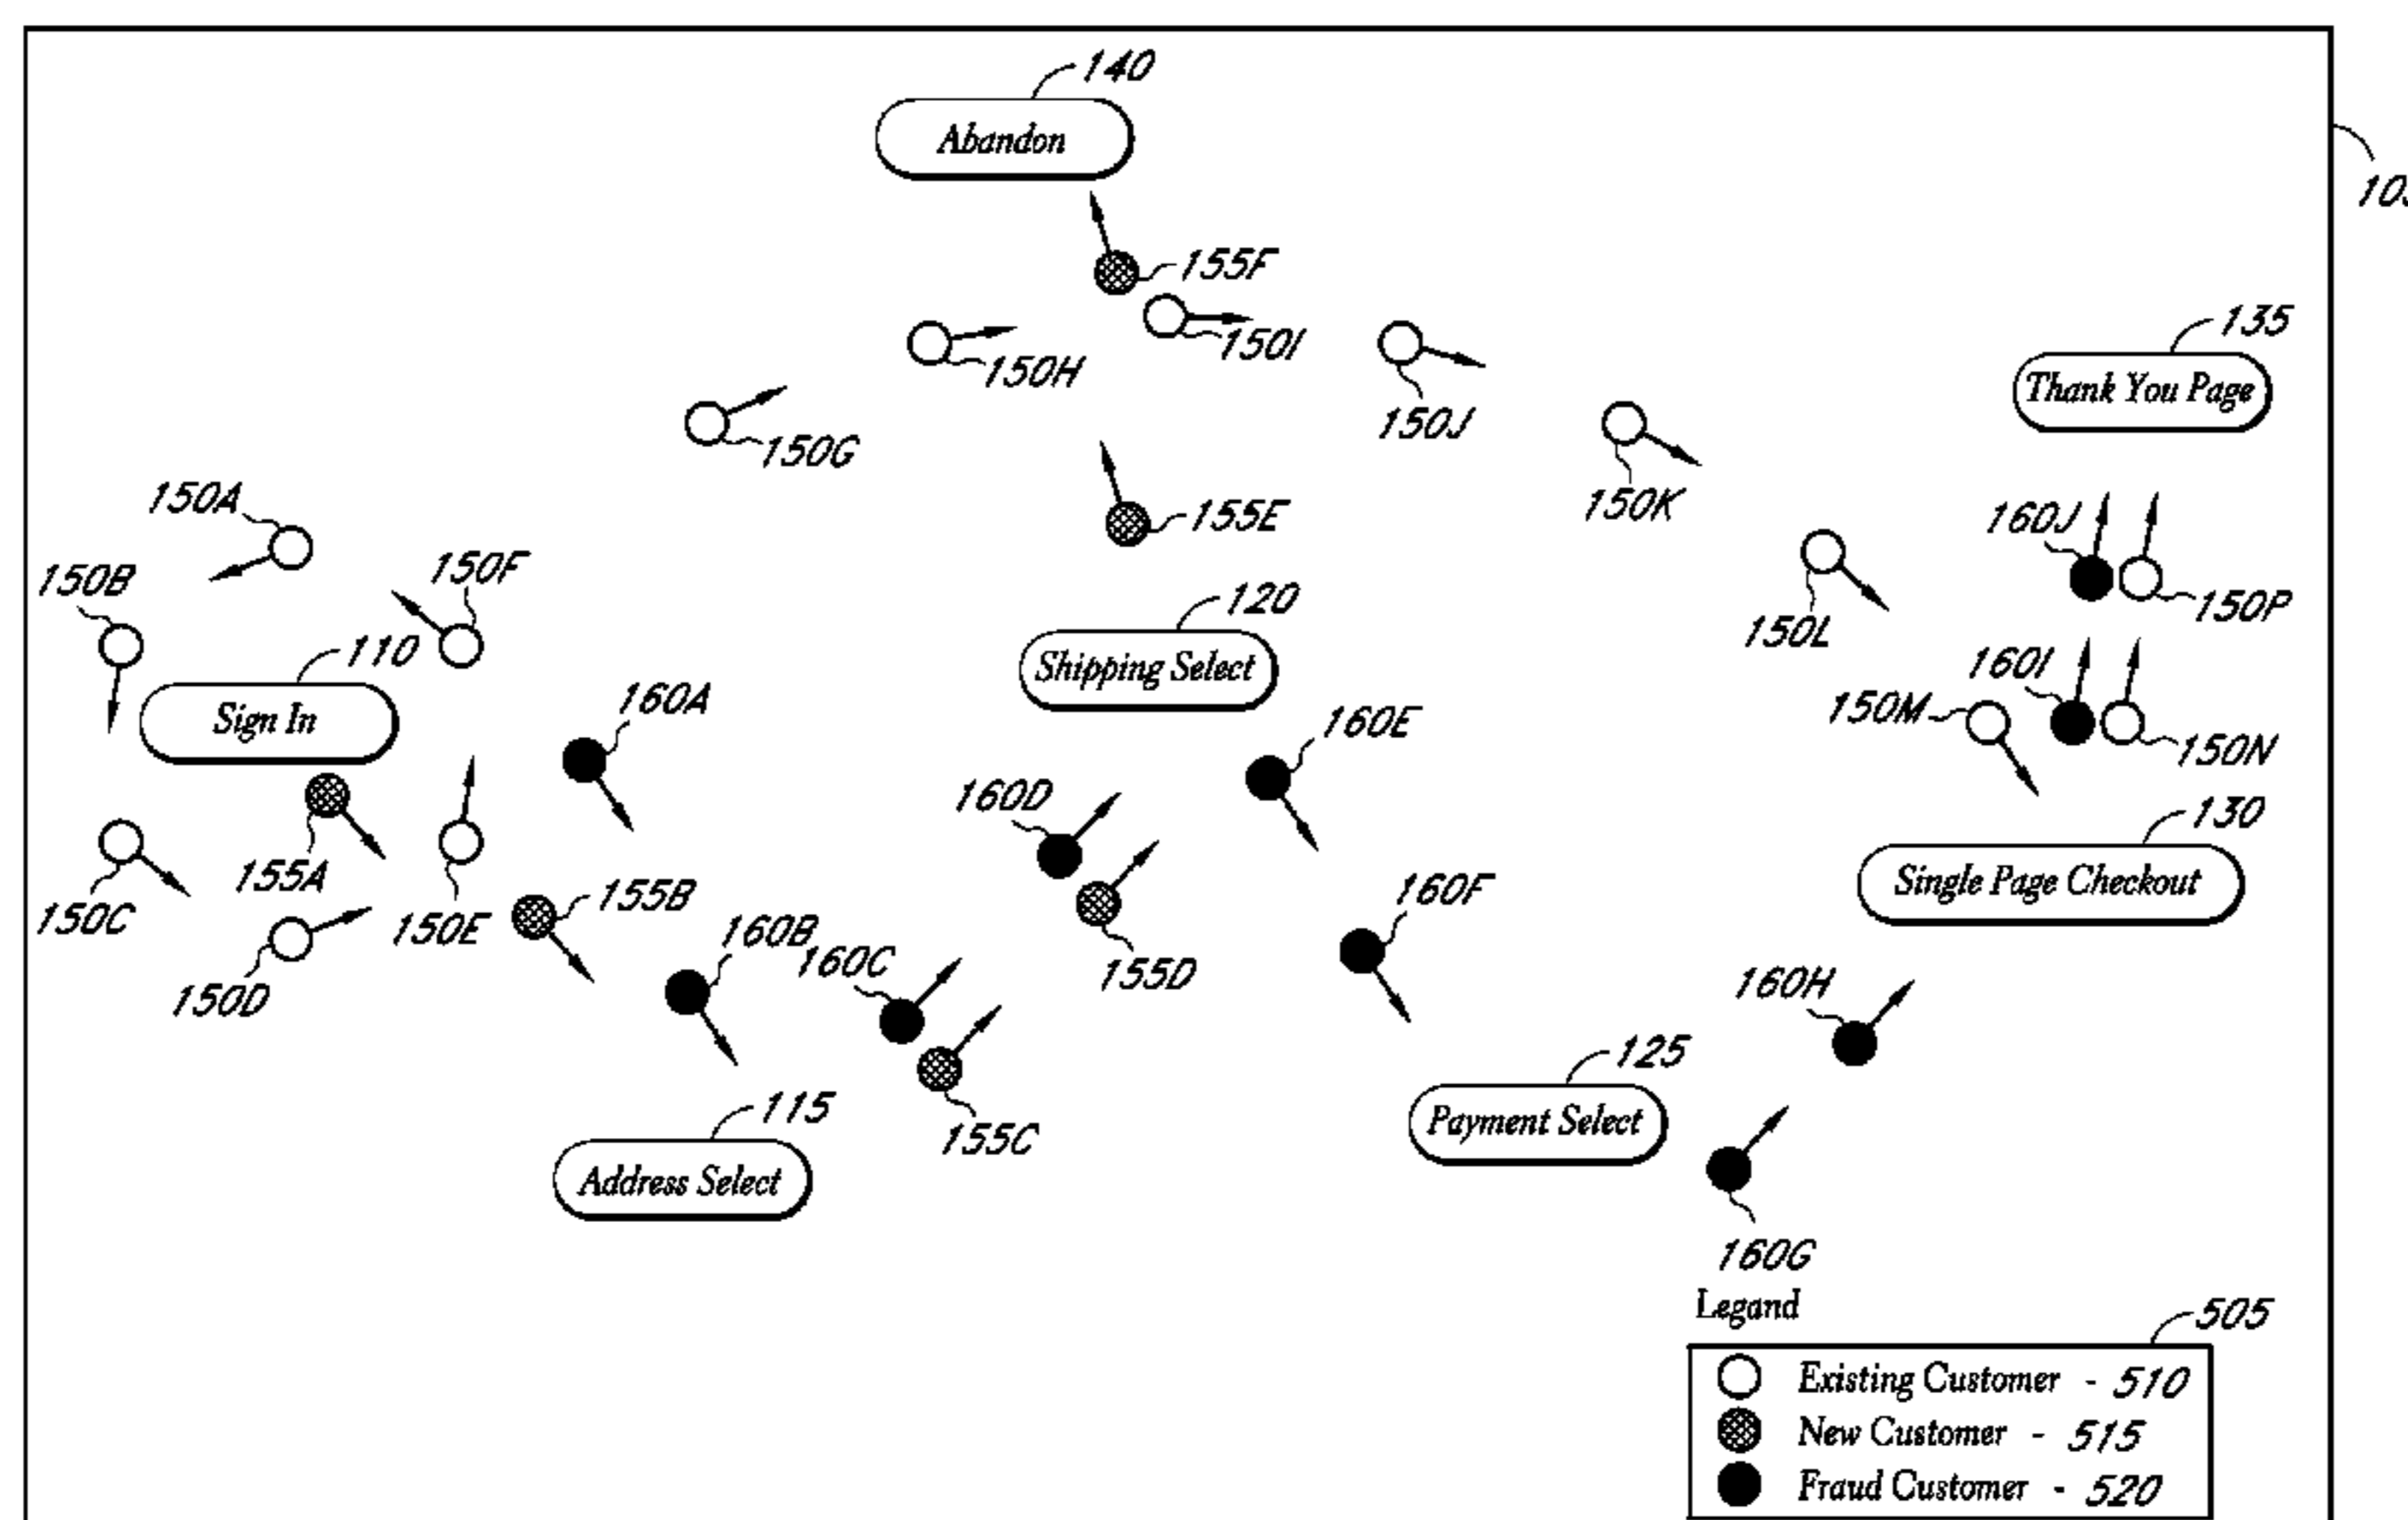 140
Abandon
10
155F
150I
135
150H
Thank You Page
150J
150G
150K
150A
155E
160J
150B
150F
120
150P
150L
110
Shipping Select
160I
160A
150M
Sign In
160E
150N
160D
130
155A
Single Page Checkout
160F
150C
150E
155B
160B
160C
155D
160H
150D
125
115
Payment Select
155C
Address Select
160G
Legand
505
Existing Customer - 510
New Customer - 515
Fraud Customer - 520